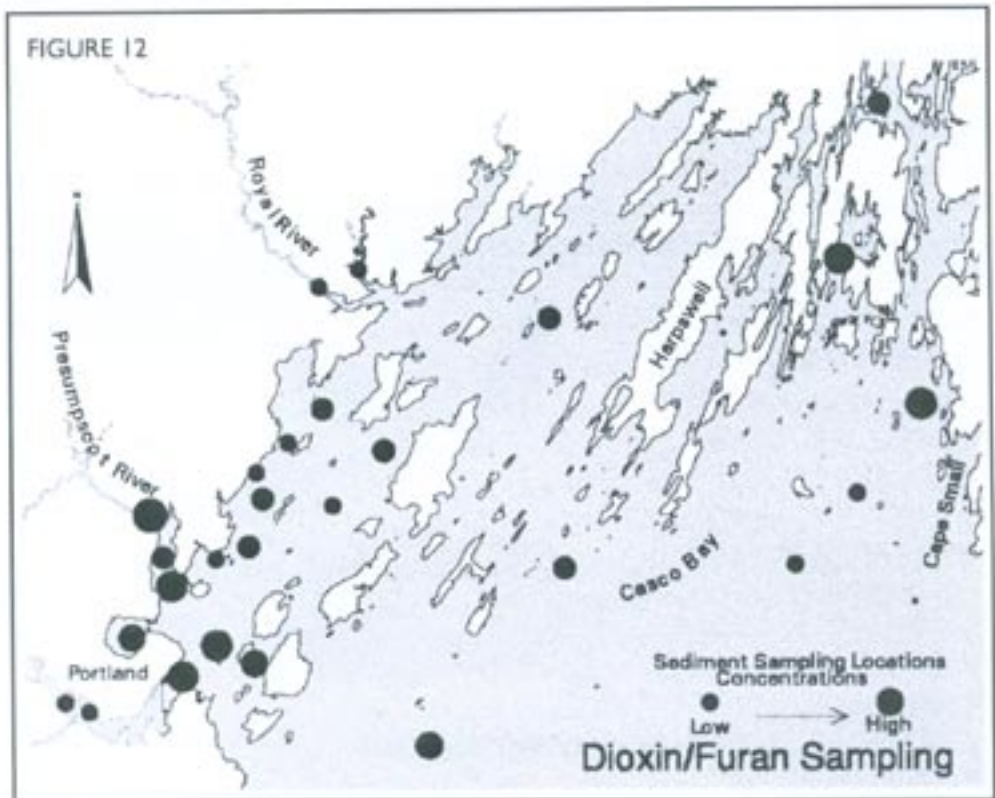 FIGURE 12
Royal River
Presumpscot River
Harpswell
Cape Small
Casco Bay
Portland
Sediment Sampling Locations
Concentrations
Low
High
Dioxin/Furan Sampling